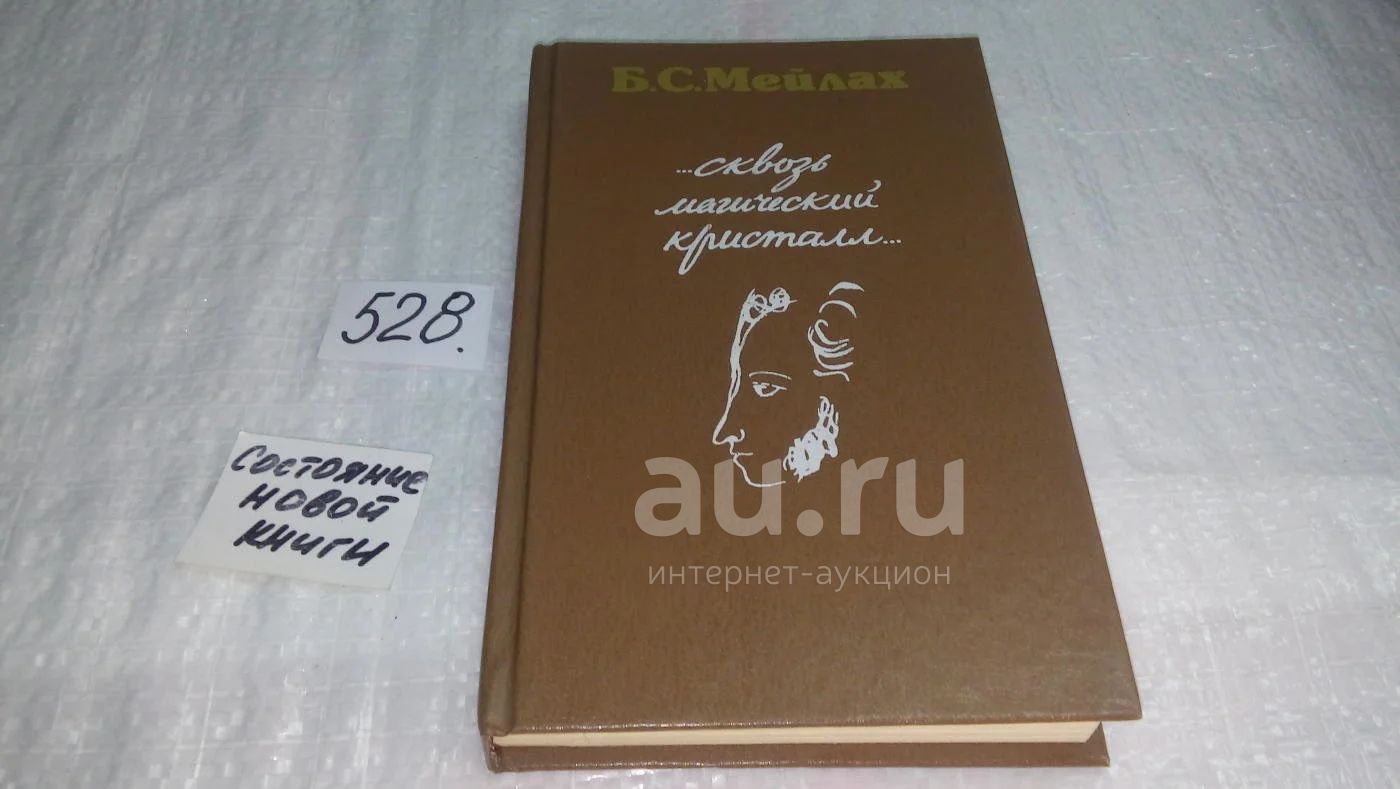 Б.С.Мейлах
...сквозь
магический
кристалл...
528.
Состояние
новой
книги
au.ru
интернет-аукцион